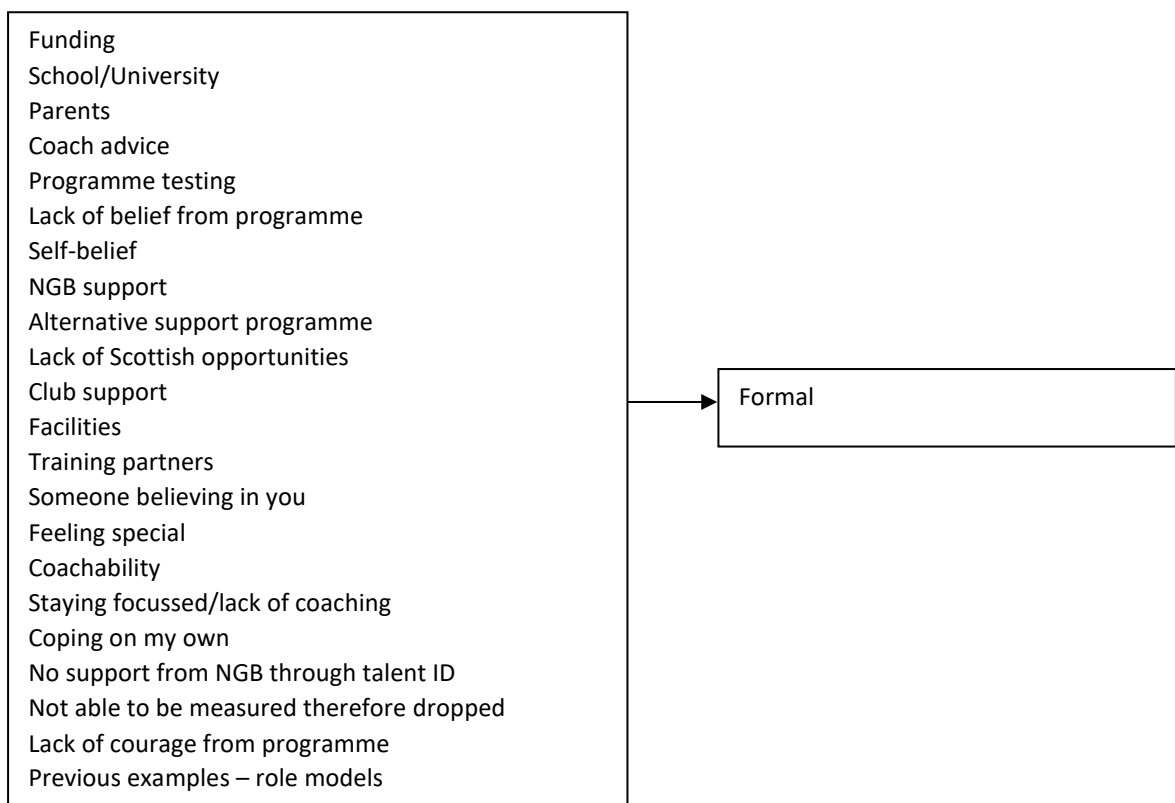 Funding
School/University
Parents
Coach advice
Programme testing
Lack of belief from programme
Self-belief
NGB support
Alternative support programme
Lack of Scottish opportunities
Club support
Facilities
Training partners
Someone believing in you
Feeling special
Coachability
Staying focussed/lack of coaching
Coping on my own
No support from NGB through talent ID
Not able to be measured therefore dropped
Lack of courage from programme
Previous examples – role models
Formal